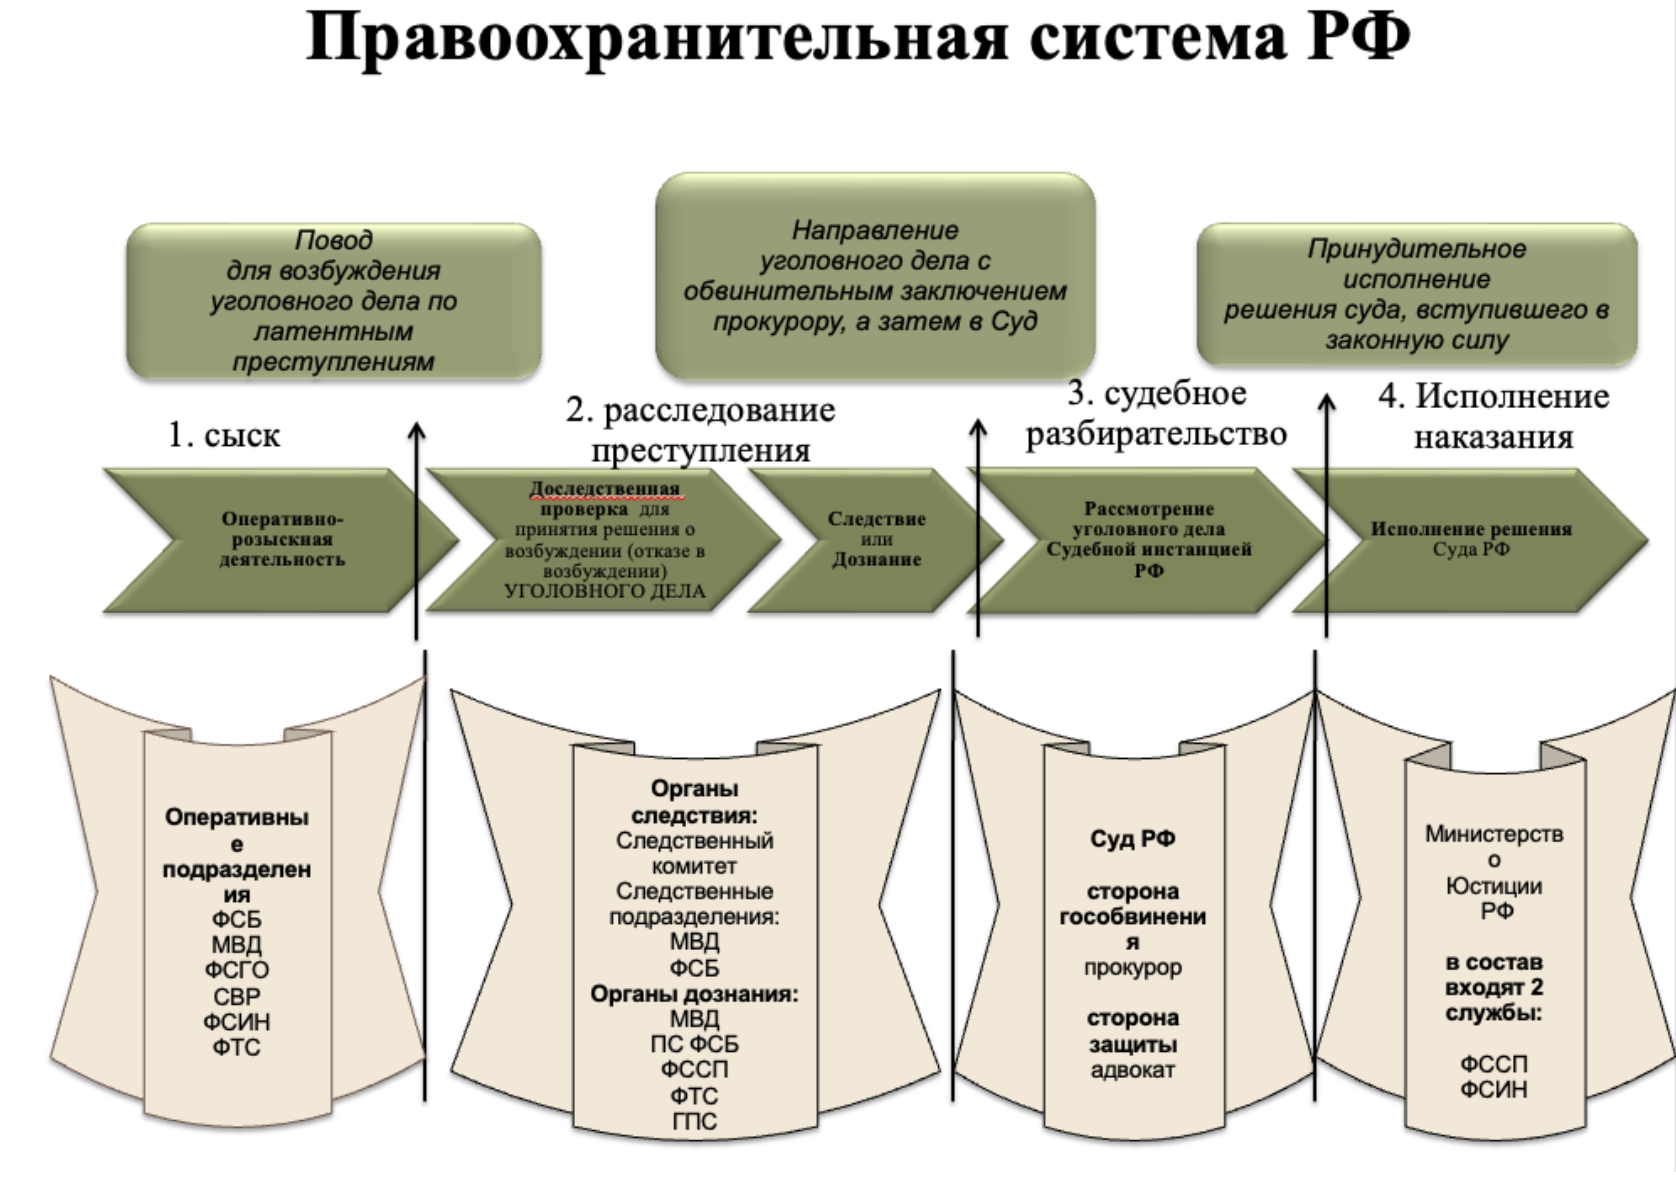 Правоохранительная система РФ
Повод
для возбуждения
уголовного дела по
латентным
преступлениям
Направление
уголовного дела с
обвинительным заключением
прокурору, а затем в Суд
Принудительное
исполнение
решения суда, вступившего в
законную силу
1. сыск
2. расследование
преступления
3. судебное
разбирательство
4. Исполнение
наказания
Оперативно-
розыскная
деятельность
Доследственная
проверка для
принятия решения о
возбуждении (отказе в
возбуждении)
УГОЛОВНОГО ДЕЛА
Следствие
или
Дознание
Рассмотрение
уголовного дела
Судебной инстанцией
РФ
Исполнение решения
Суда РФ
Оперативны
е
подразделен
ия
ФСБ
МВД
ФСГО
СВР
ФСИН
ФТС
Органы
следствия:
Следственный
комитет
Следственные
подразделения:
МВД
ФСБ
Органы дознания:
МВД
ПС ФСБ
ФССП
ФТС
ГПС
Суд РФ
сторона
гособвинени
я
прокурор
сторона
защиты
адвокат
Министерств
о
Юстиции
РФ
в состав
входят 2
службы:
ФССП
ФСИН